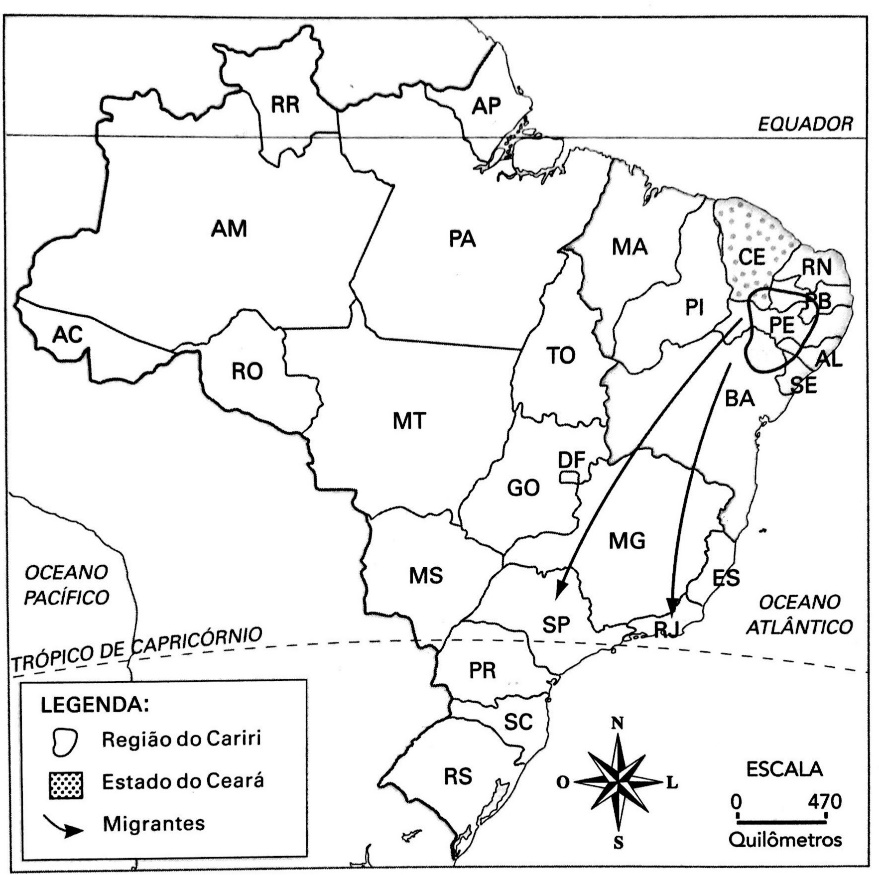 RR
AP
EQUADOR
AM
PA
MA
CE
RN
PB
PI
PE
AL
SE
AC
RO
TO
BA
MT
DF
GO
MG
ES
MS
OCEANO
PACÍFICO
OCEANO
ATLÂNTICO
SP
RJ
TRÓPICO DE CAPRICÓRNIO
PR
SC
RS
LEGENDA:
Região do Cariri
Estado do Ceará
Migrantes
N
O
L
S
ESCALA
0 470
Quilômetros